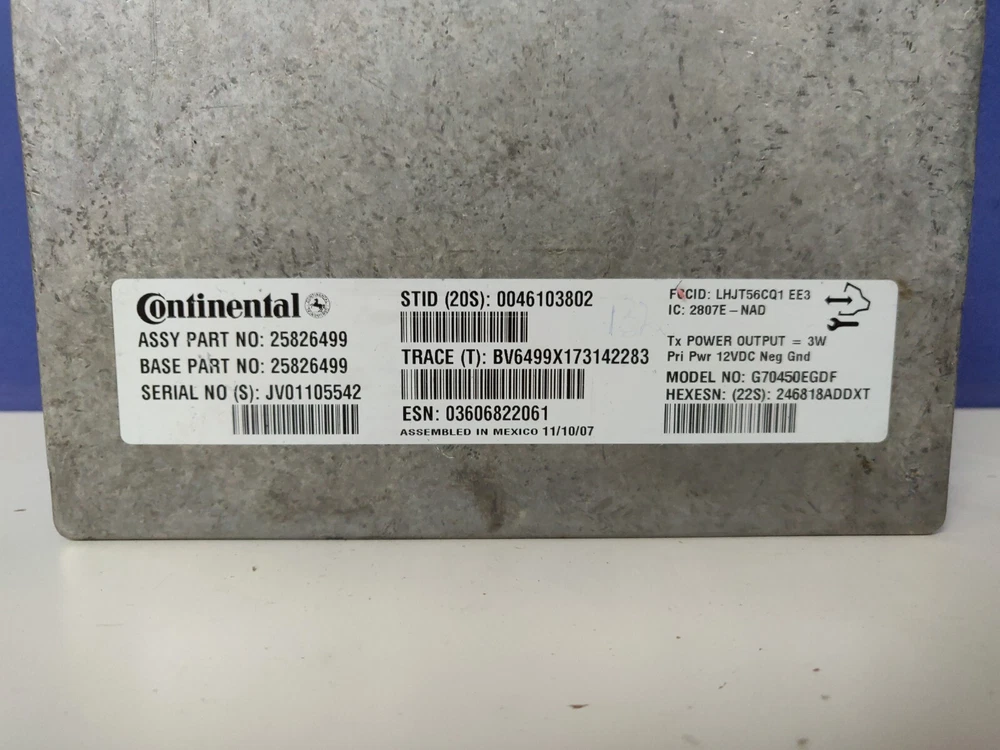 Continental
ASSY PART NO: 25826499
BASE PART NO: 25826499
SERIAL NO (S): JV01105542
STID (20S): 0046103802
TRACE (T): BV6499X173142283
ESN: 03606822061
ASSEMBLED IN MEXICO 11/10/07
FCCID: LHJT56CQ1 EE3
IC: 2807E – NAD
Tx POWER OUTPUT = 3W
Pri Pwr 12VDC Neg Gnd
MODEL NO: G70450EGDF
HEXESN: (22S): 246818ADDXT